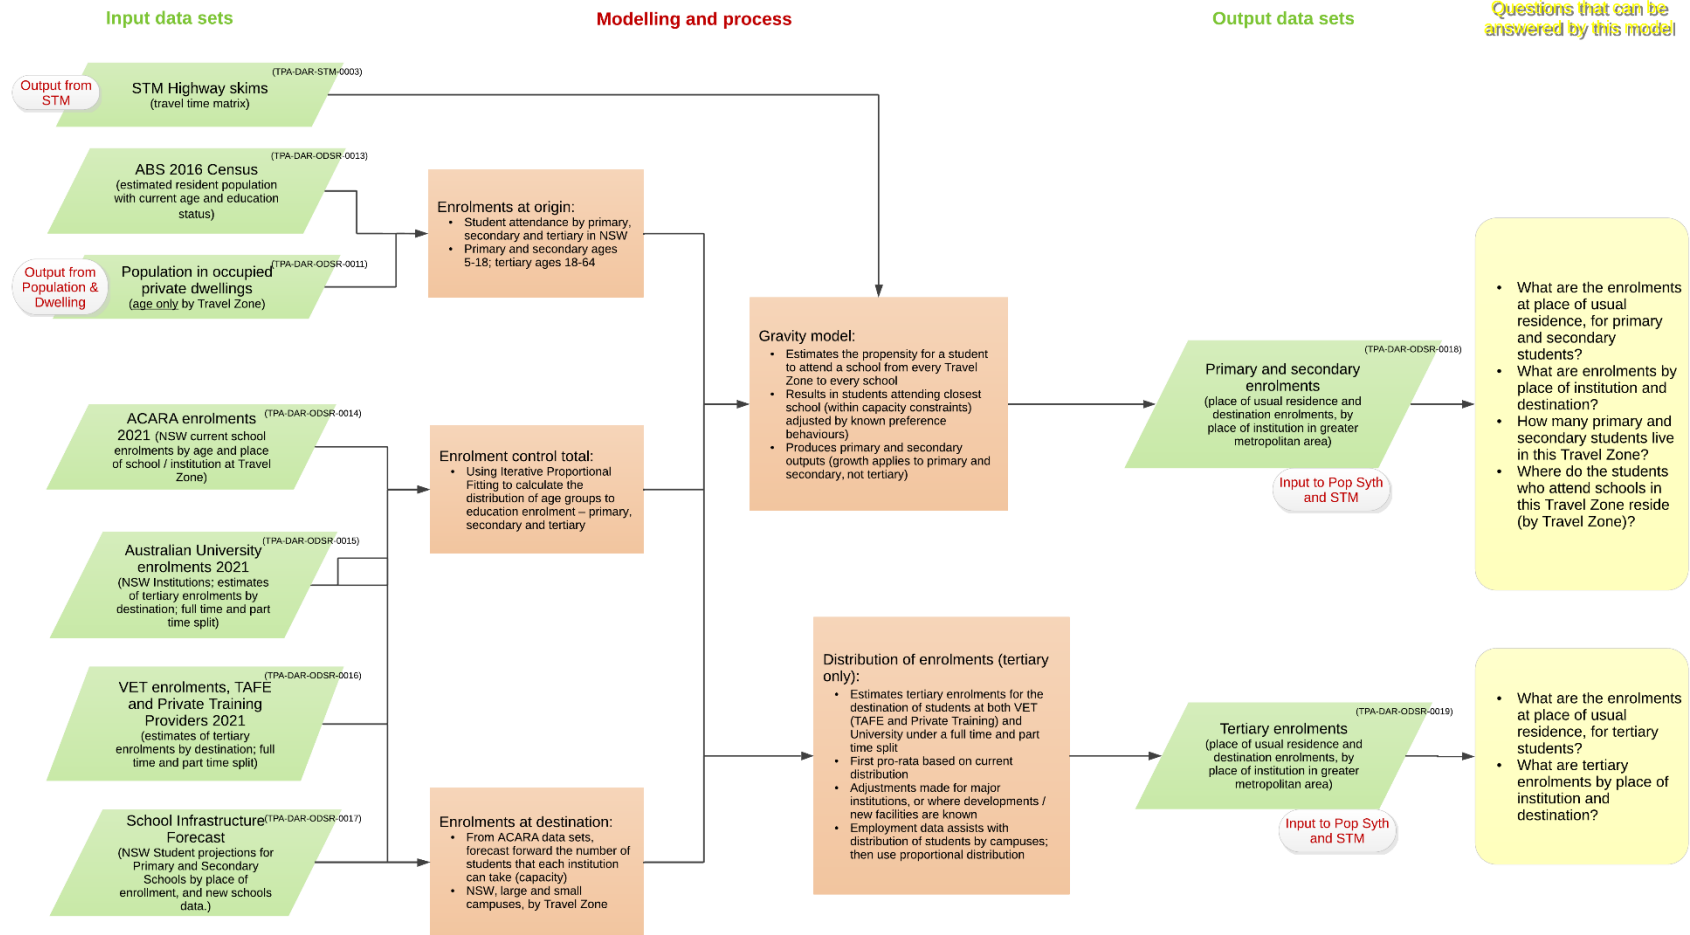 Input data sets
Modelling and process
Output data sets
Questions that can be
answered by this model
Output from
STM
(TPA-DAR-STM-0003)
STM Highway skims
(travel time matrix)
(TPA-DAR-ODSR-0013)
ABS 2016 Census
(estimated resident population
with current age and education
status)
Output from
Population &
Dwelling
(TPA-DAR-ODSR-0011)
Population in occupied
private dwellings
(age only by Travel Zone)
(TPA-DAR-ODSR-0014)
ACARA enrolments
2021 (NSW current school
enrolments by age and place
of school / institution at Travel
Zone)
(TPA-DAR-ODSR-0015)
Australian University
enrolments 2021
(NSW Institutions; estimates
of tertiary enrolments by
destination; full time and part
time split)
(TPA-DAR-ODSR-0016)
VET enrolments, TAFE
and Private Training
Providers 2021
(estimates of tertiary
enrolments by destination; full
time and part time split)
School Infrastructure
(TPA-DAR-ODSR-0017)
Forecast
(NSW Student projections for
Primary and Secondary
Schools by place of
enrollment, and new schools
data.)
Enrolments at origin:
• Student attendance by primary,
secondary and tertiary in NSW
• Primary and secondary ages
5-18; tertiary ages 18-64
Enrolment control total:
• Using Iterative Proportional
Fitting to calculate the
distribution of age groups to
education enrolment – primary,
secondary and tertiary
Enrolments at destination:
• From ACARA data sets,
forecast forward the number of
students that each institution
can take (capacity)
• NSW, large and small
campuses, by Travel Zone
Gravity model:
• Estimates the propensity for a student
to attend a school from every Travel
Zone to every school
• Results in students attending closest
school (within capacity constraints)
adjusted by known preference
behaviours)
• Produces primary and secondary
outputs (growth applies to primary and
secondary, not tertiary)
Distribution of enrolments (tertiary
only):
• Estimates tertiary enrolments for the
destination of students at both VET
(TAFE and Private Training) and
University under a full time and part
time split
• First pro-rata based on current
distribution
• Adjustments made for major
institutions, or where developments /
new facilities are known
• Employment data assists with
distribution of students by campuses;
then use proportional distribution
(TPA-DAR-ODSR-0018)
Primary and secondary
enrolments
(place of usual residence and
destination enrolments, by
place of institution in greater
metropolitan area)
Input to Pop Syth
and STM
(TPA-DAR-ODSR-0019)
Tertiary enrolments
(place of usual residence and
destination enrolments, by
place of institution in greater
metropolitan area)
Input to Pop Syth
and STM
• What are the enrolments
at place of usual
residence, for primary
and secondary
students?
• What are enrolments by
place of institution and
destination?
• How many primary and
secondary students live
in this Travel Zone?
• Where do the students
who attend schools in
this Travel Zone reside
(by Travel Zone)?
• What are the enrolments
at place of usual
residence, for tertiary
students?
• What are tertiary
enrolments by place of
institution and
destination?